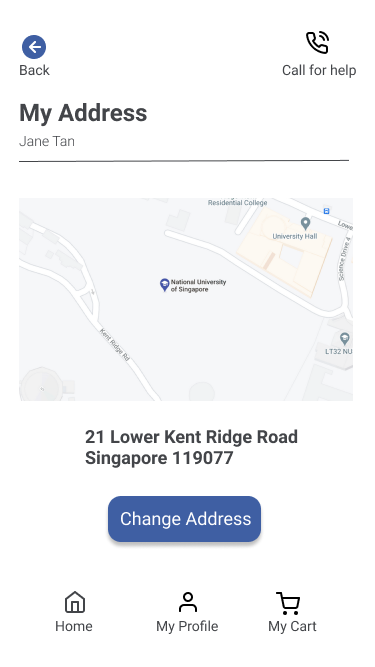 Back
Call for help
My Address
Jane Tan
Residential College
Lowe
University Hall
Science Drive 4
National University
of Singapore
Kent Ridge Rd
LT32 NU
21 Lower Kent Ridge Road
Singapore 119077
Change Address
Home
My Profile
My Cart